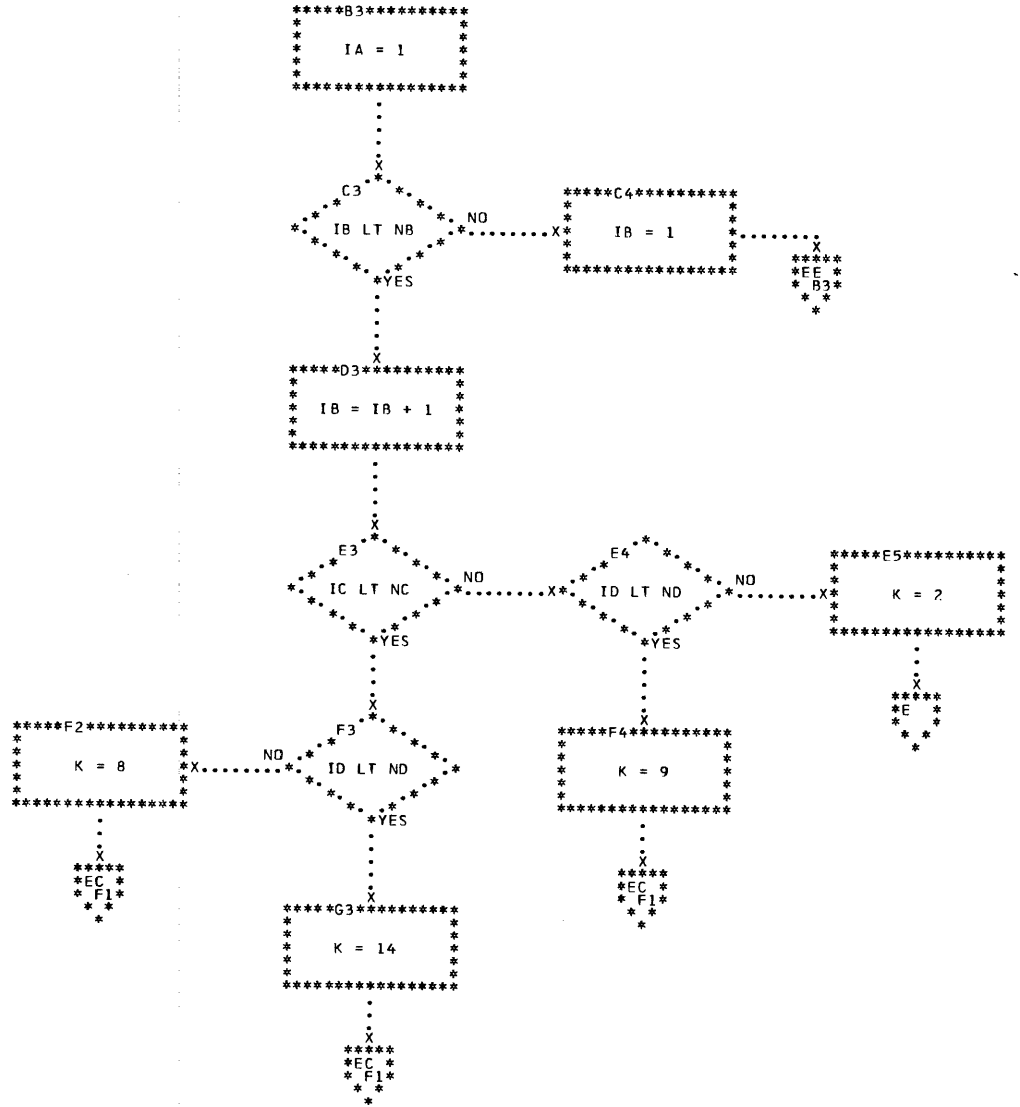 B3
IA = 1
C3
IB LT NB
NO
YES
C4
IB = 1
EE
B3
D3
IB = IB + 1
E3
IC LT NC
NO
YES
E4
ID LT ND
NO
YES
E5
K = 2
E
F2
K = 8
NO
F3
ID LT ND
YES
F4
K = 9
EC
F1
EC
F1
G3
K = 14
EC
F1